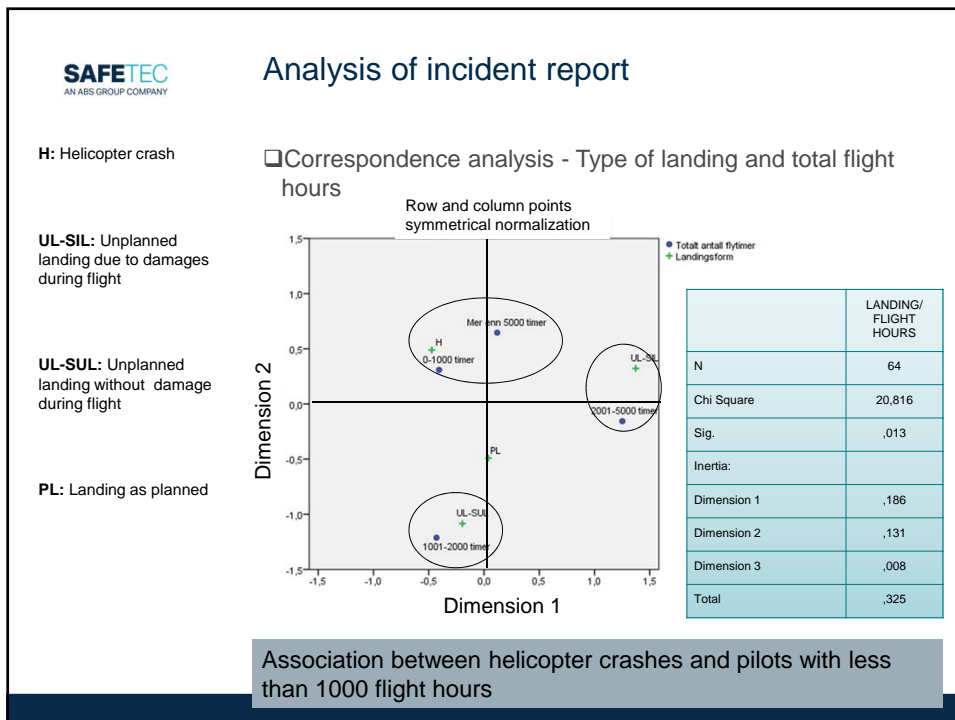 SAFETEC
AN ABS GROUP COMPANY
Analysis of incident report
H: Helicopter crash
UL-SIL: Unplanned
landing due to damages
during flight
UL-SUL: Unplanned
landing without damage
during flight
PL: Landing as planned
❑Correspondence analysis - Type of landing and total flight
hours
Row and column points
symmetrical normalization
Totalt antall flytimer
Landingsform
1,5
1,0
0,5
0,0
-0,5
-1,0
-1,5
Dimension 2
Mer enn 5000 timer
H
0-1000 timer
UL-SIL
2001-5000 timer
PL
UL-SUL
1001-2000 timer
-1,5 -1,0 -0,5 0,0 0,5 1,0 1,5
Dimension 1
LANDING/
FLIGHT
HOURS
N 64
Chi Square 20,816
Sig. ,013
Inertia:
Dimension 1 ,186
Dimension 2 ,131
Dimension 3 ,008
Total ,325
Association between helicopter crashes and pilots with less
than 1000 flight hours